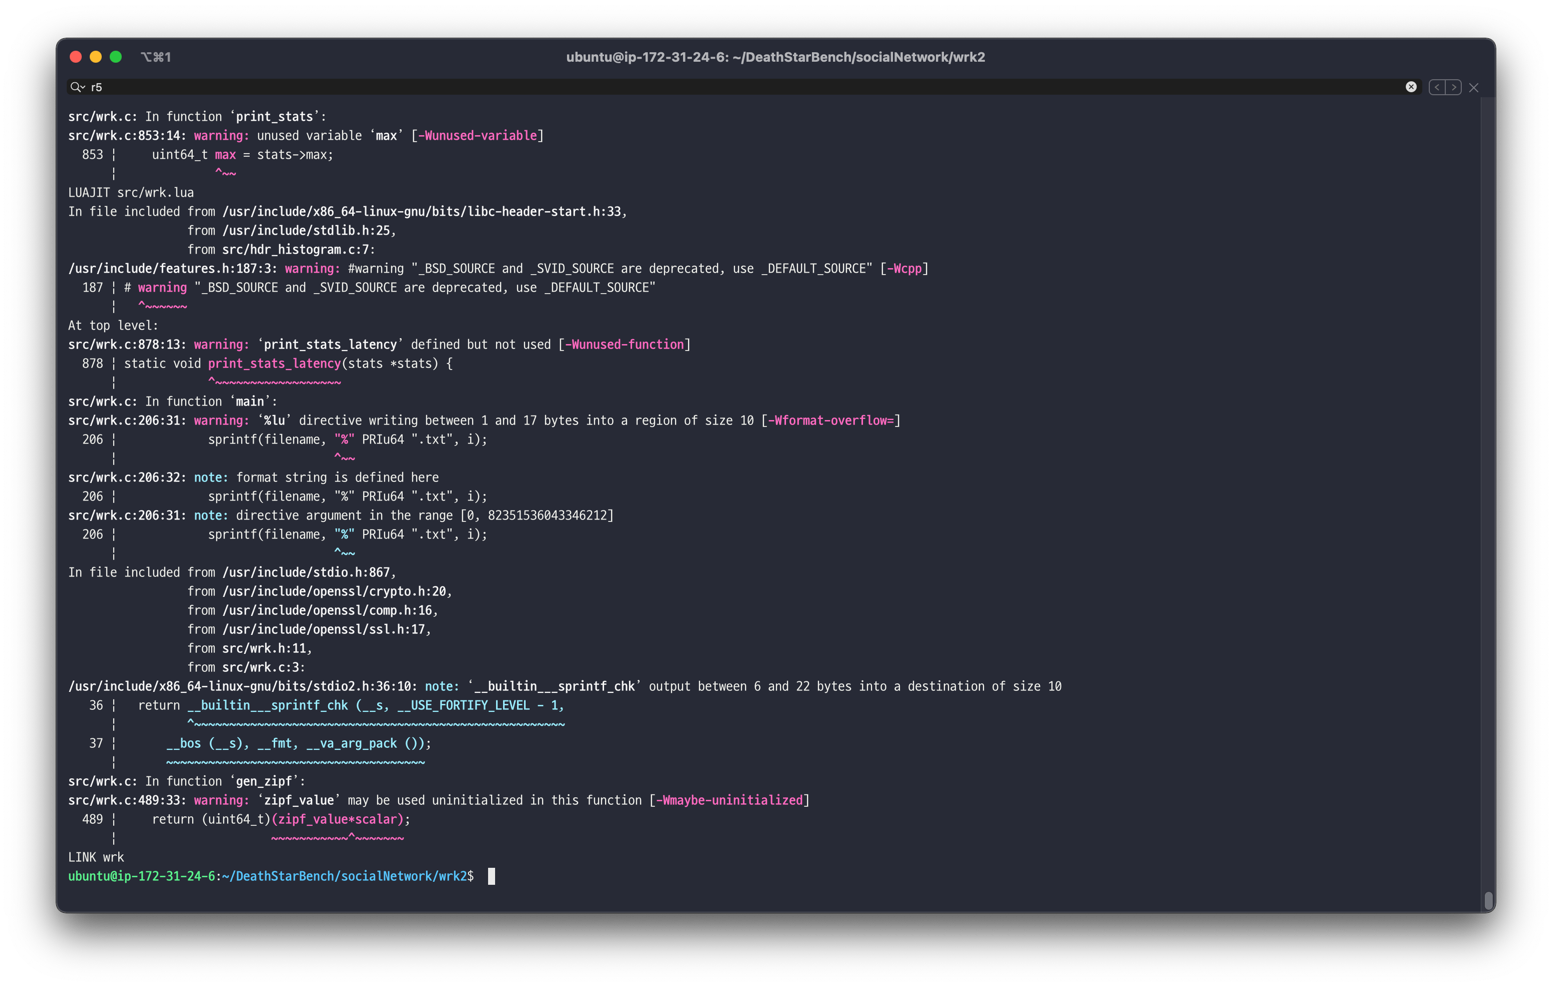 ⌥⌘1
ubuntu@ip-172-31-24-6: ~/DeathStarBench/socialNetwork/wrk2
r5
src/wrk.c: In function ‘print_stats’:
src/wrk.c:853:14: warning: unused variable ‘max’ [-Wunused-variable]
  853 |     uint64_t max = stats->max;
      |              ^~~
LUAJIT src/wrk.lua
In file included from /usr/include/x86_64-linux-gnu/bits/libc-header-start.h:33,
                 from /usr/include/stdlib.h:25,
                 from src/hdr_histogram.c:7:
/usr/include/features.h:187:3: warning: #warning "_BSD_SOURCE and _SVID_SOURCE are deprecated, use _DEFAULT_SOURCE" [-Wcpp]
  187 | # warning "_BSD_SOURCE and _SVID_SOURCE are deprecated, use _DEFAULT_SOURCE"
      |   ^~~~~~~
At top level:
src/wrk.c:878:13: warning: ‘print_stats_latency’ defined but not used [-Wunused-function]
  878 | static void print_stats_latency(stats *stats) {
      |             ^~~~~~~~~~~~~~~~~~~
src/wrk.c: In function ‘main’:
src/wrk.c:206:31: warning: ‘%lu’ directive writing between 1 and 17 bytes into a region of size 10 [-Wformat-overflow=]
  206 |             sprintf(filename, "%" PRIu64 ".txt", i);
      |                               ^~~
src/wrk.c:206:32: note: format string is defined here
  206 |             sprintf(filename, "%" PRIu64 ".txt", i);
src/wrk.c:206:31: note: directive argument in the range [0, 82351536043346212]
  206 |             sprintf(filename, "%" PRIu64 ".txt", i);
      |                               ^~~
In file included from /usr/include/stdio.h:867,
                 from /usr/include/openssl/crypto.h:20,
                 from /usr/include/openssl/comp.h:16,
                 from /usr/include/openssl/ssl.h:17,
                 from src/wrk.h:11,
                 from src/wrk.c:3:
/usr/include/x86_64-linux-gnu/bits/stdio2.h:36:10: note: ‘__builtin___sprintf_chk’ output between 6 and 22 bytes into a destination of size 10
   36 |   return __builtin___sprintf_chk (__s, __USE_FORTIFY_LEVEL - 1,
      |          ^~~~~~~~~~~~~~~~~~~~~~~~~~~~~~~~~~~~~~~~~~~~~~~~~~~~~~
   37 |       __bos (__s), __fmt, __va_arg_pack ());
      |       ~~~~~~~~~~~~~~~~~~~~~~~~~~~~~~~~~~~~~
src/wrk.c: In function ‘gen_zipf’:
src/wrk.c:489:33: warning: ‘zipf_value’ may be used uninitialized in this function [-Wmaybe-uninitialized]
  489 |     return (uint64_t)(zipf_value*scalar);
      |                      ~~~~~~~~~~~^~~~~~~~
LINK wrk
ubuntu@ip-172-31-24-6:~/DeathStarBench/socialNetwork/wrk2$